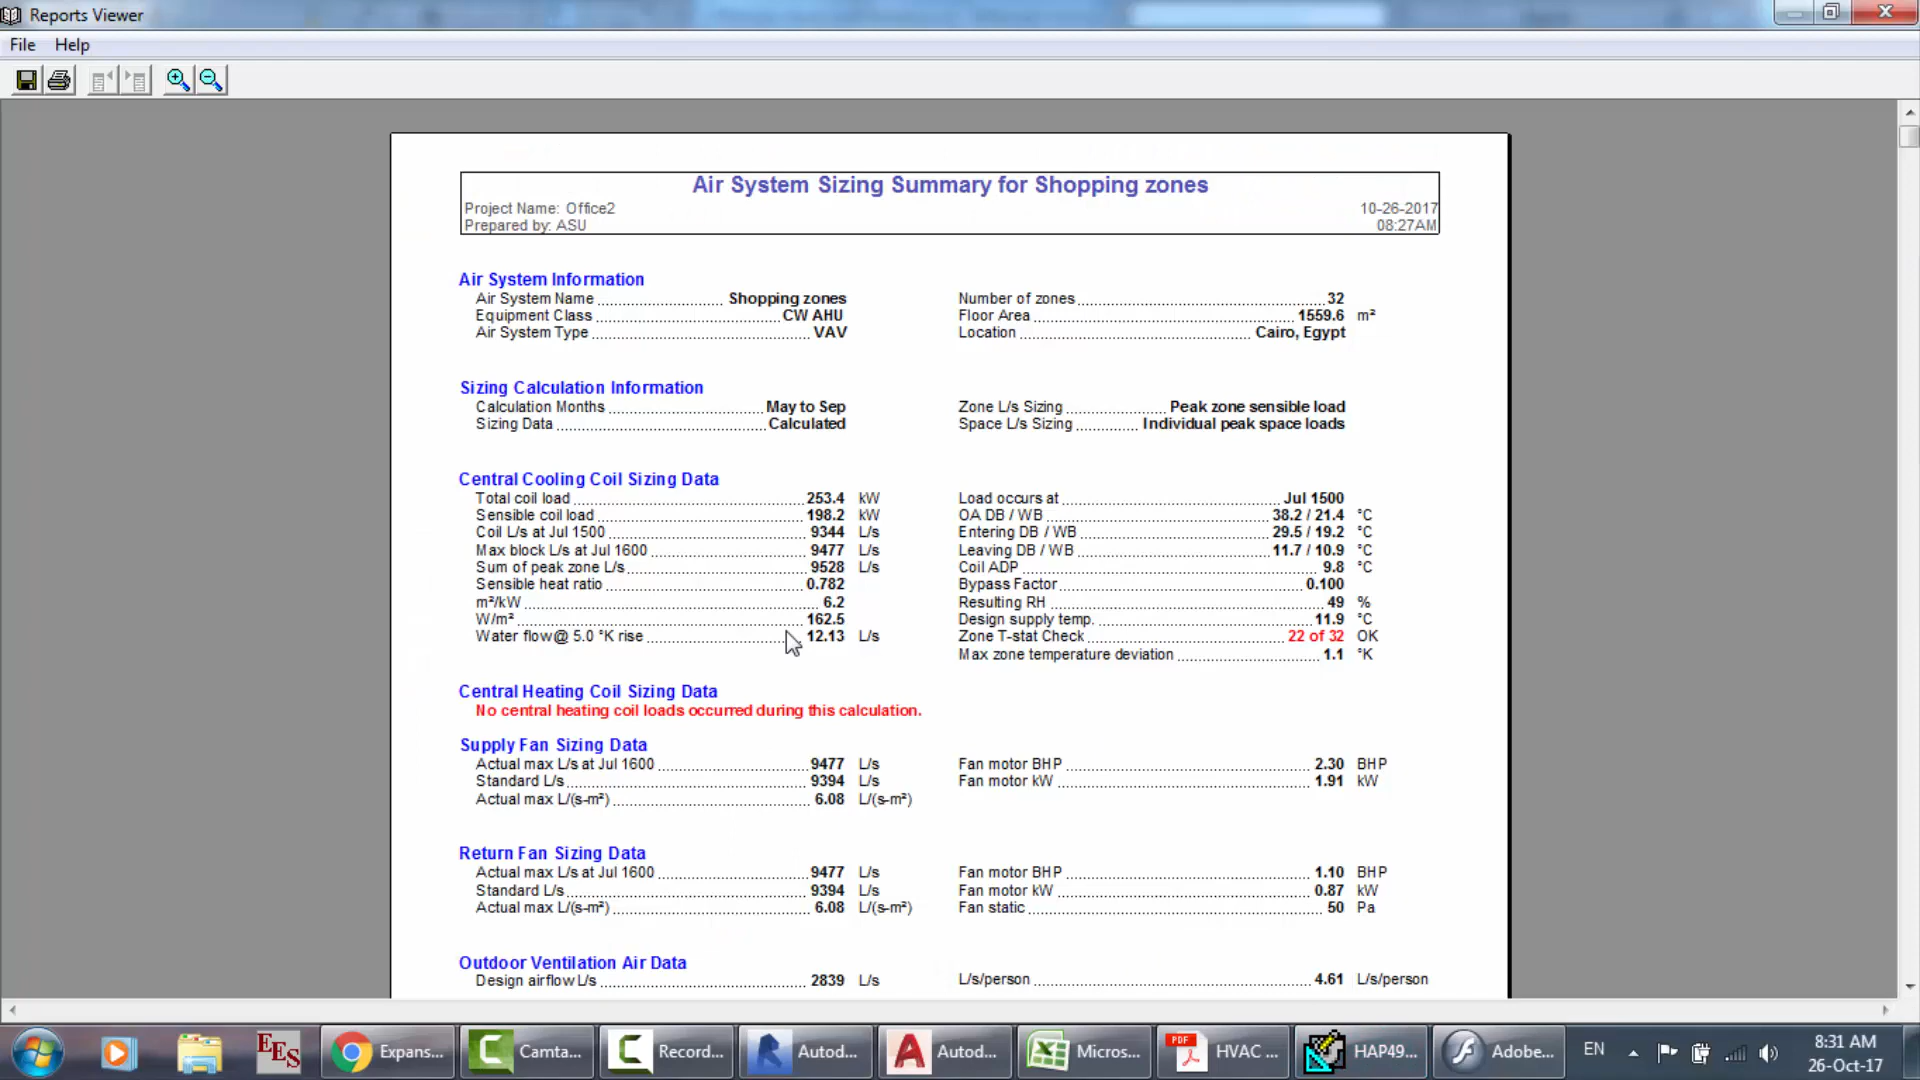 Reports Viewer
File Help
Air System Sizing Summary for Shopping zones
Project Name: Office2 10-26-2017
Prepared by: ASU 08:27AM
Air System Information
Air System Name Shopping zones Number of zones 32
Equipment Class CW AHU Floor Area 1559.6 m²
Air System Type VAV Location Cairo, Egypt
Sizing Calculation Information
Calculation Months May to Sep Zone L/s Sizing Peak zone sensible load
Sizing Data Calculated Space L/s Sizing Individual peak space loads
Central Cooling Coil Sizing Data
Total coil load 253.4 kW Load occurs at Jul 1500
Sensible coil load 198.2 kW OA DB / WB 38.2 / 21.4 °C
Coil L/s at Jul 1500 9344 L/s Entering DB / WB 29.5 / 19.2 °C
Max block L/s at Jul 1600 9477 L/s Leaving DB / WB 11.7 / 10.9 °C
Sum of peak zone L/s 9528 L/s Coil ADP 9.8 °C
Sensible heat ratio 0.782 Bypass Factor 0.100
m²/kW 6.2 Resulting RH 49 %
W/m² 162.5 Design supply temp. 11.9 °C
Water flow@ 5.0 °K rise 12.13 L/s Zone T-stat Check 22 of 32 OK
Max zone temperature deviation 1.1 °K
Central Heating Coil Sizing Data
No central heating coil loads occurred during this calculation.
Supply Fan Sizing Data
Actual max L/s at Jul 1600 9477 L/s Fan motor BHP 2.30 BHP
Standard L/s 9394 L/s Fan motor kW 1.91 kW
Actual max L/(s-m²) 6.08 L/(s-m²)
Return Fan Sizing Data
Actual max L/s at Jul 1600 9477 L/s Fan motor BHP 1.10 BHP
Standard L/s 9394 L/s Fan motor kW 0.87 kW
Actual max L/(s-m²) 6.08 L/(s-m²) Fan static 50 Pa
Outdoor Ventilation Air Data
Design airflow L/s 2839 L/s L/s/person 4.61 L/s/person
EES Expans... Camta... Record... Autod... Autod... Micros... PDF HVAC ... HAP49... Adobe... EN 8:31 AM
26-Oct-17